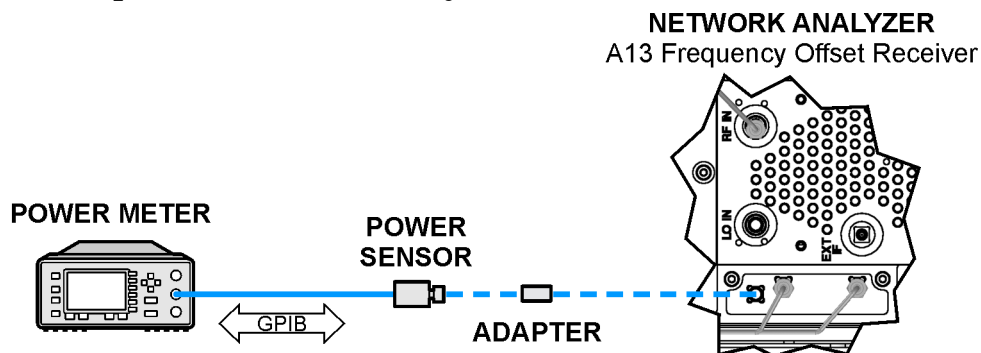 NETWORK ANALYZER
A13 Frequency Offset Receiver
RF IN
POWER METER
POWER
SENSOR
LO IN
EXT
IF
GPIB
ADAPTER